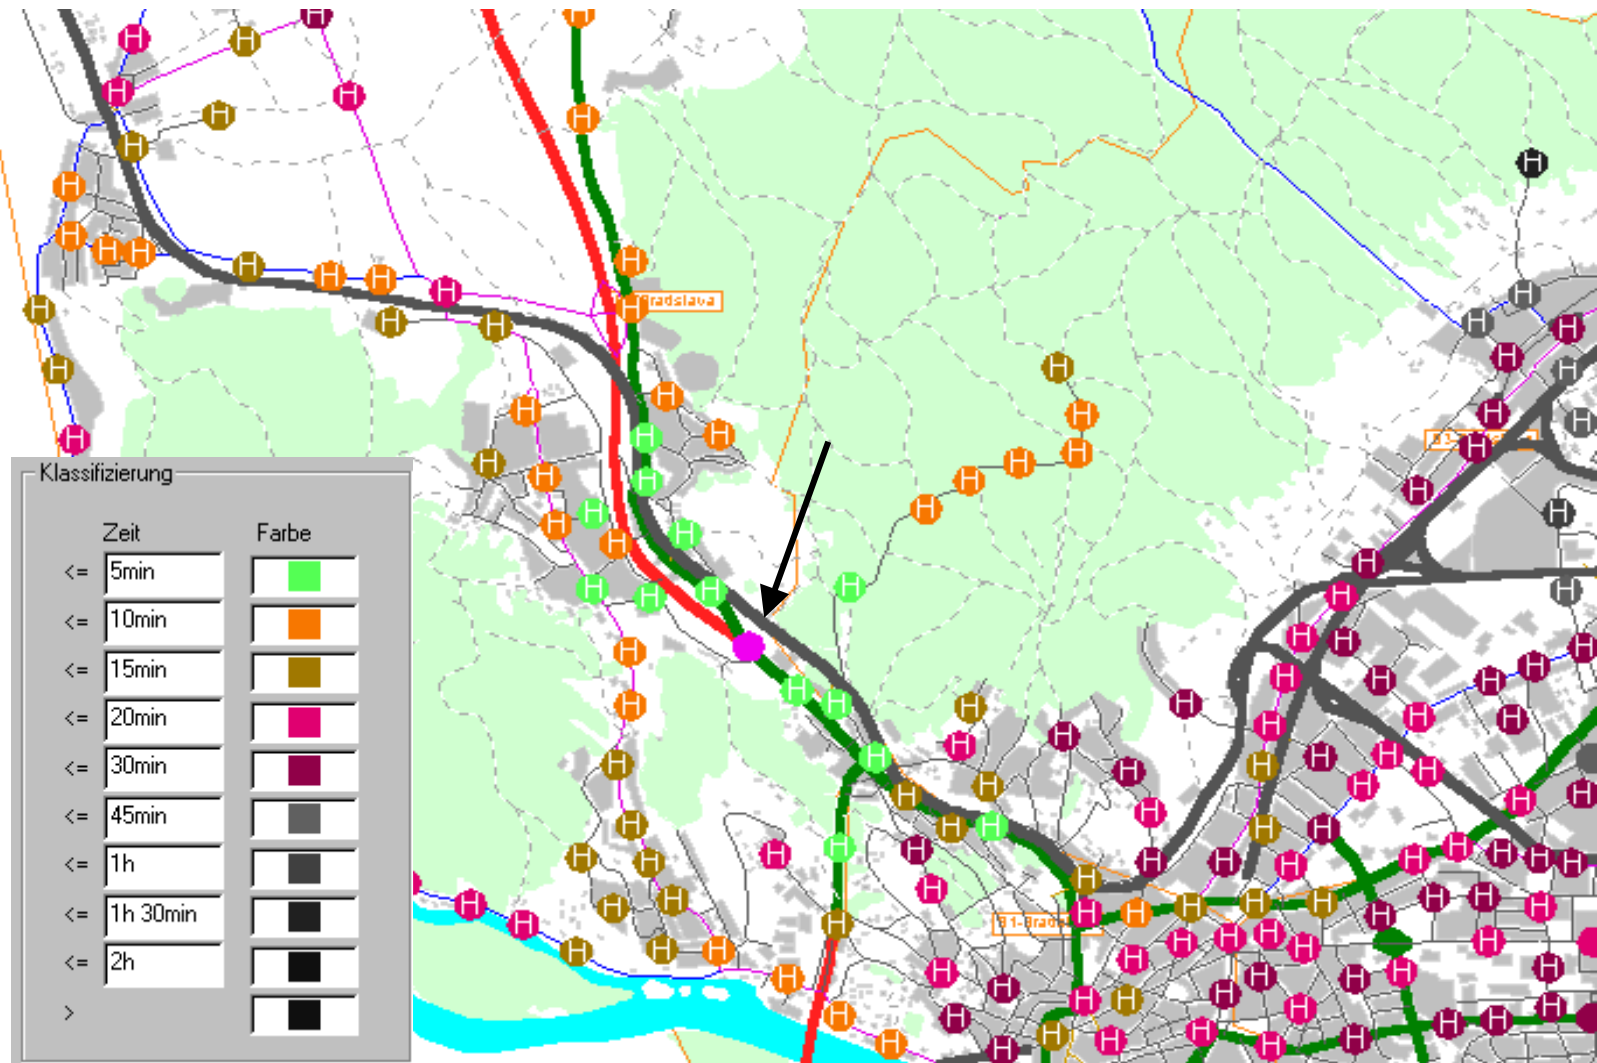 Klassifizierung
Zeit Farbe
<= 5min
<= 10min
<= 15min
<= 20min
<= 30min
<= 45min
<= 1h
<= 1h 30min
<= 2h
>